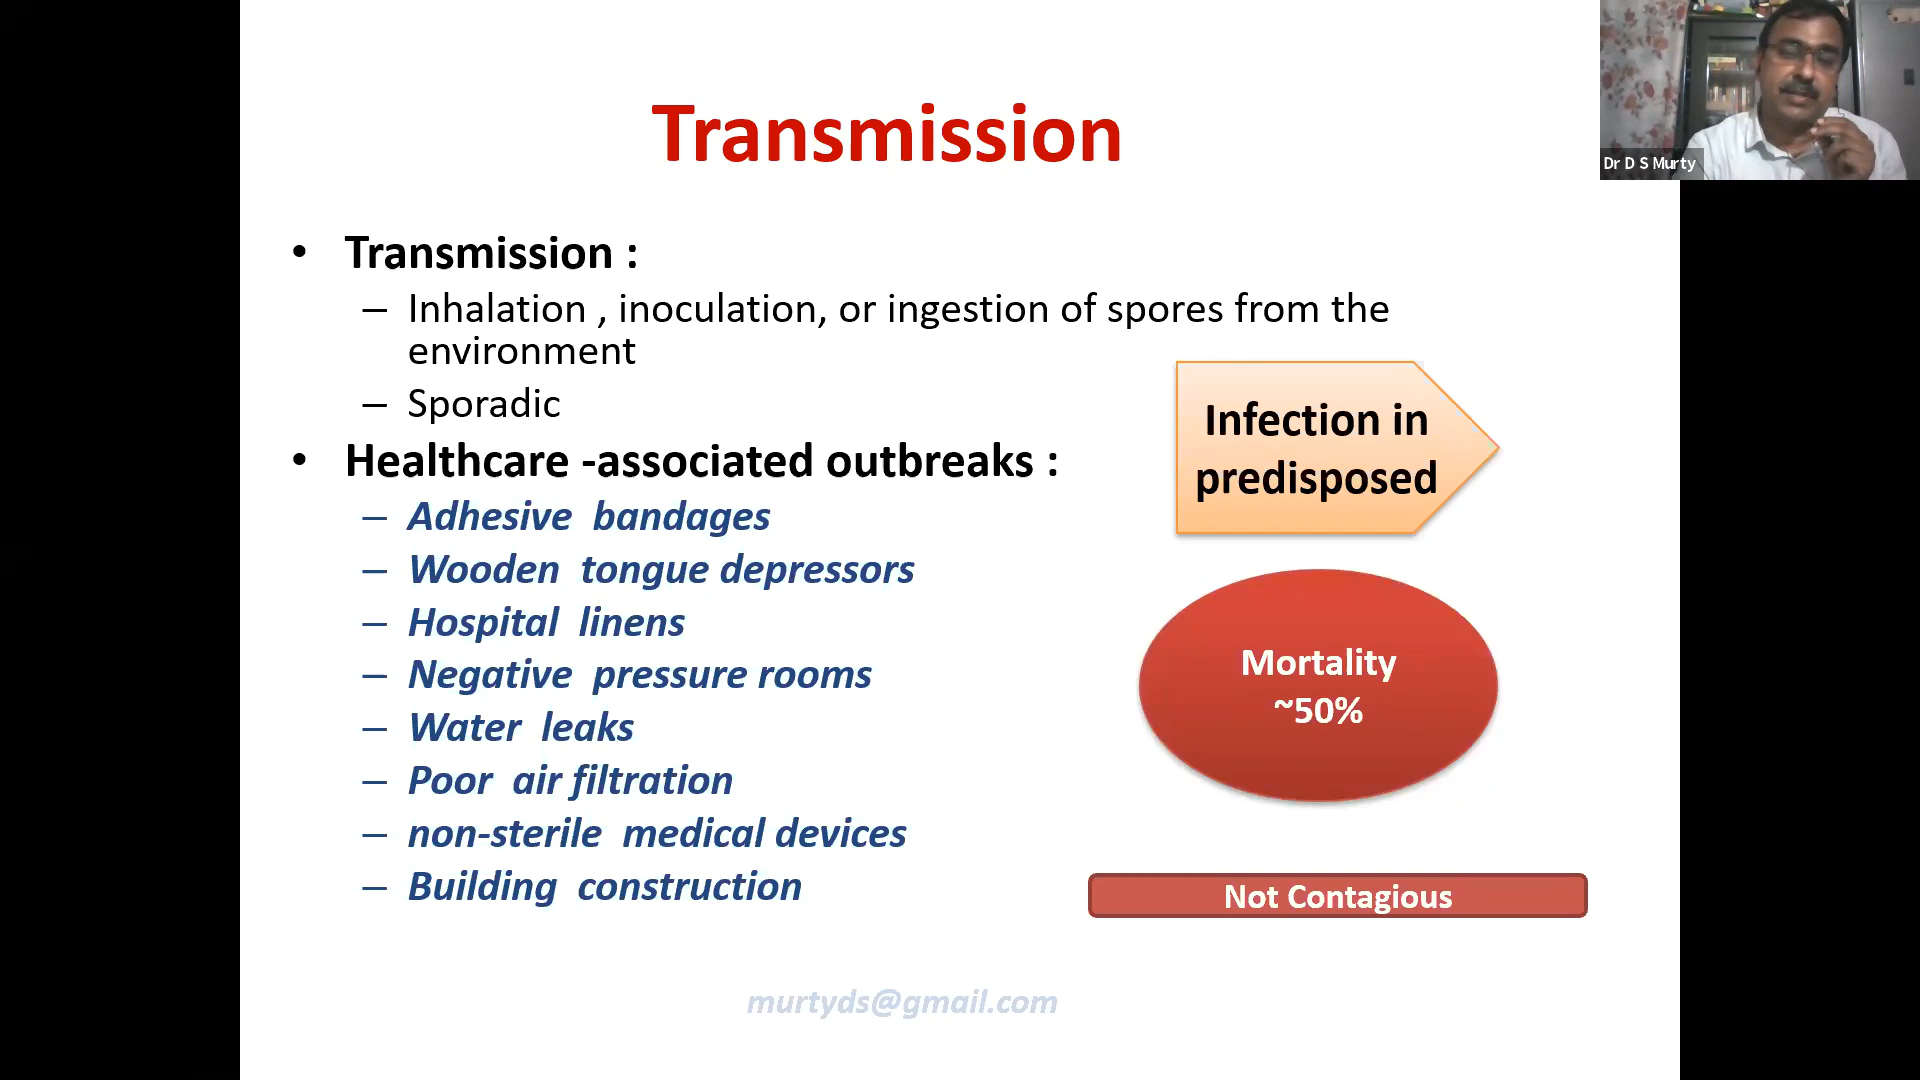 Transmission
Dr D S Murty
• Transmission :
– Inhalation , inoculation, or ingestion of spores from the
environment
– Sporadic
• Healthcare -associated outbreaks :
– Adhesive bandages
– Wooden tongue depressors
– Hospital linens
– Negative pressure rooms
– Water leaks
– Poor air filtration
– non-sterile medical devices
– Building construction
Infection in
predisposed
Mortality
~50%
Not Contagious
murtyds@gmail.com